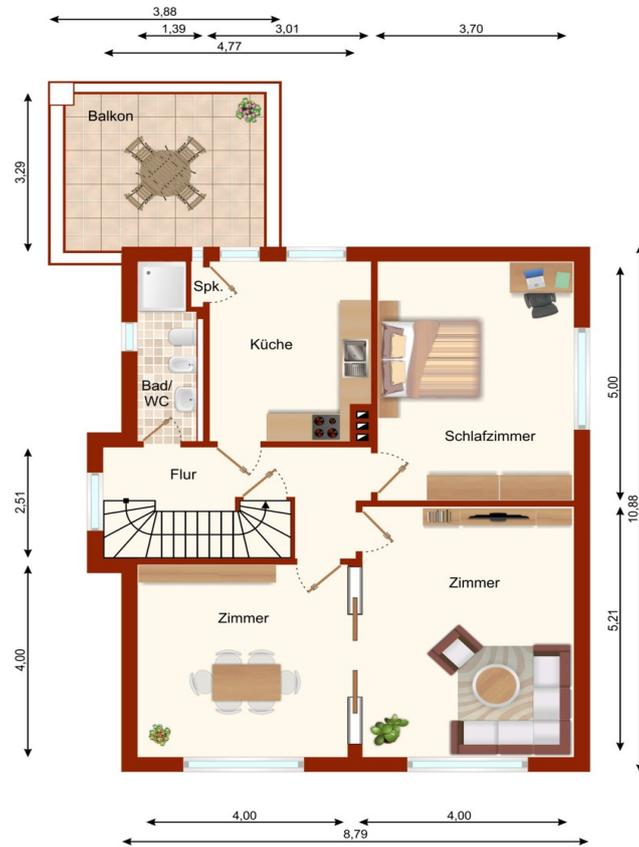 3,88
1,39
3,01
3,70
4,77
Balkon
3,29
Spk.
Küche
Bad/
WC
5,00
Schlafzimmer
Flur
2,51
10,88
Zimmer
Zimmer
5,21
4,00
4,00
4,00
8,79